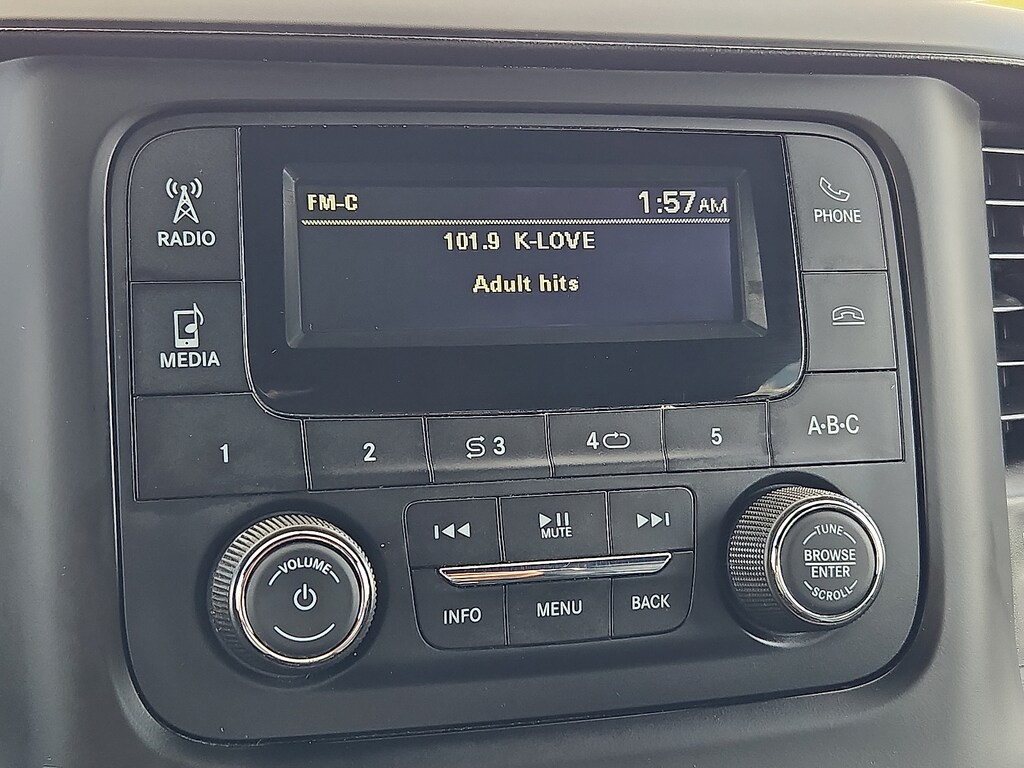 RADIO
MEDIA
FM-C 1:57AM
101.9 K-LOVE
Adult hits
PHONE
1 2 3 4 5 A·B·C
VOLUME
MUTE
INFO MENU BACK
TUNE
BROWSE
ENTER
SCROLL